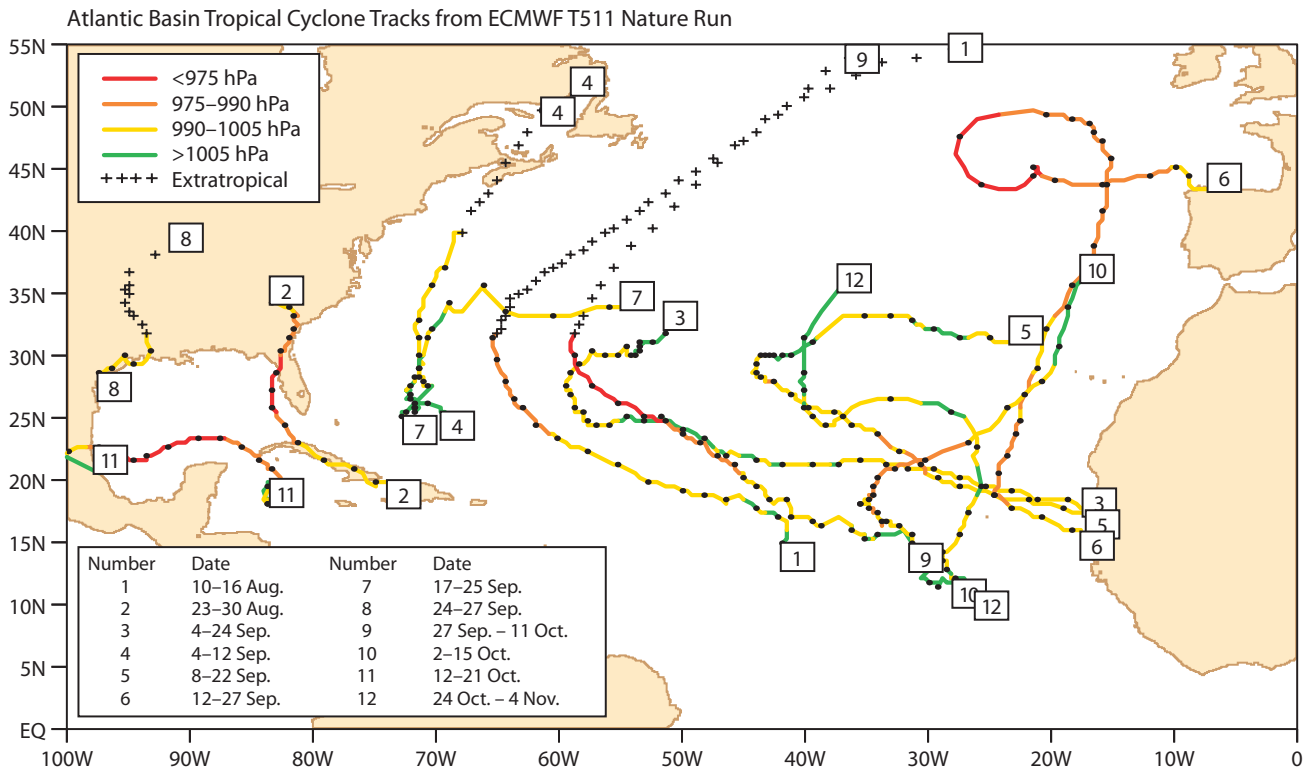 Atlantic Basin Tropical Cyclone Tracks from ECMWF T511 Nature Run
55N
50N
45N
40N
35N
30N
25N
20N
15N
10N
5N
EQ
<975 hPa
975–990 hPa
990–1005 hPa
>1005 hPa
++++ Extratropical
1
9
4
4
6
8
10
12
2
7
3
5
8
7
4
11
11
2
3
5
6
1
9
10
12
Number Date Number Date
1 10–16 Aug. 7 17–25 Sep.
2 23–30 Aug. 8 24–27 Sep.
3 4–24 Sep. 9 27 Sep. – 11 Oct.
4 4–12 Sep. 10 2–15 Oct.
5 8–22 Sep. 11 12–21 Oct.
6 12–27 Sep. 12 24 Oct. – 4 Nov.
100W 90W 80W 70W 60W 50W 40W 30W 20W 10W 0